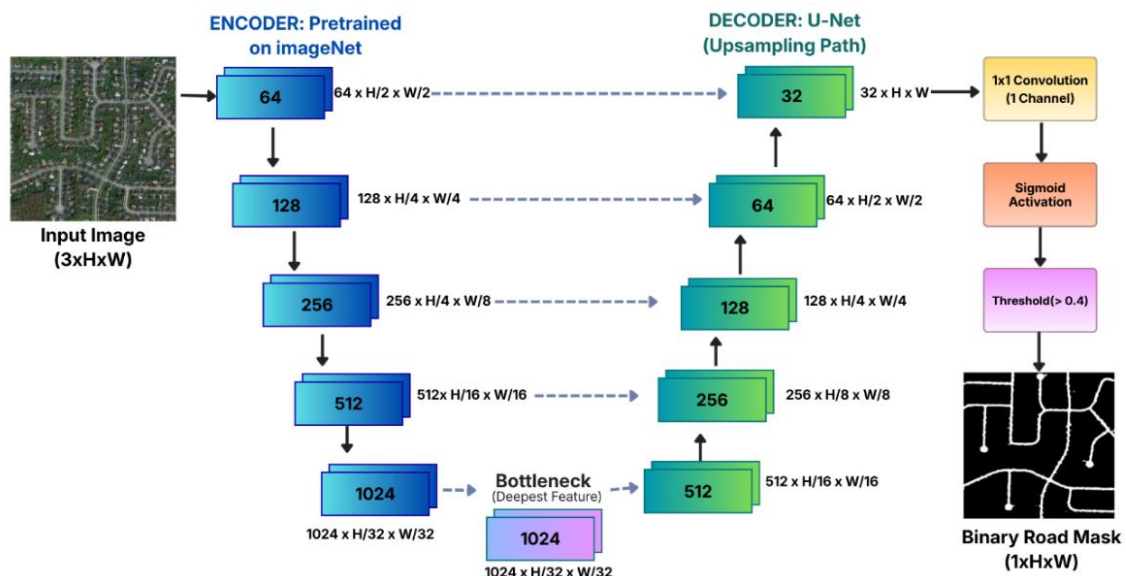 ENCODER: Pretrained
on imageNet
DECODER: U-Net
(Upsampling Path)
Input Image
(3xHxW)
64
64 x H/2 x W/2
128
128 x H/4 x W/4
256
256 x H/4 x W/8
512
512x H/16 x W/16
1024
1024 x H/32 x W/32
Bottleneck
(Deepest Feature)
1024
1024 x H/32 x W/32
512
512 x H/16 x W/16
256
256 x H/8 x W/8
128
128 x H/4 x W/4
64
64 x H/2 x W/2
32
32 x H x W
1x1 Convolution
(1 Channel)
Sigmoid
Activation
Threshold(> 0.4)
Binary Road Mask
(1xHxW)